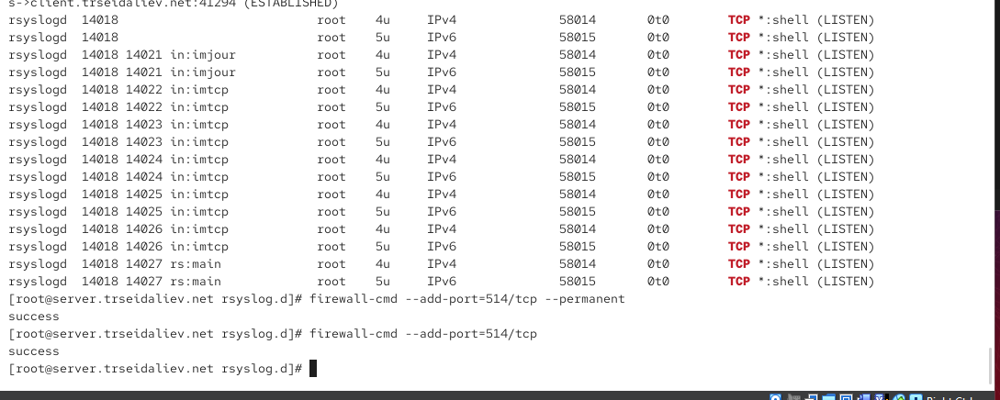 s->client.trseidaliev.net:41294 (ESTABLISHED)
rsyslogd 14018 root 4u IPv4 58014 0t0 TCP *:shell (LISTEN)
rsyslogd 14018 root 5u IPv6 58015 0t0 TCP *:shell (LISTEN)
rsyslogd 14018 14021 in:imjour root 4u IPv4 58014 0t0 TCP *:shell (LISTEN)
rsyslogd 14018 14021 in:imjour root 5u IPv6 58015 0t0 TCP *:shell (LISTEN)
rsyslogd 14018 14022 in:imtcp root 4u IPv4 58014 0t0 TCP *:shell (LISTEN)
rsyslogd 14018 14022 in:imtcp root 5u IPv6 58015 0t0 TCP *:shell (LISTEN)
rsyslogd 14018 14023 in:imtcp root 4u IPv4 58014 0t0 TCP *:shell (LISTEN)
rsyslogd 14018 14023 in:imtcp root 5u IPv6 58015 0t0 TCP *:shell (LISTEN)
rsyslogd 14018 14024 in:imtcp root 4u IPv4 58014 0t0 TCP *:shell (LISTEN)
rsyslogd 14018 14024 in:imtcp root 5u IPv6 58015 0t0 TCP *:shell (LISTEN)
rsyslogd 14018 14025 in:imtcp root 4u IPv4 58014 0t0 TCP *:shell (LISTEN)
rsyslogd 14018 14025 in:imtcp root 5u IPv6 58015 0t0 TCP *:shell (LISTEN)
rsyslogd 14018 14026 in:imtcp root 4u IPv4 58014 0t0 TCP *:shell (LISTEN)
rsyslogd 14018 14026 in:imtcp root 5u IPv6 58015 0t0 TCP *:shell (LISTEN)
rsyslogd 14018 14027 rs:main root 4u IPv4 58014 0t0 TCP *:shell (LISTEN)
rsyslogd 14018 14027 rs:main root 5u IPv6 58015 0t0 TCP *:shell (LISTEN)
[root@server.trseidaliev.net rsyslog.d]# firewall-cmd --add-port=514/tcp --permanent
success
[root@server.trseidaliev.net rsyslog.d]# firewall-cmd --add-port=514/tcp
success
[root@server.trseidaliev.net rsyslog.d]#
Right Ctrl